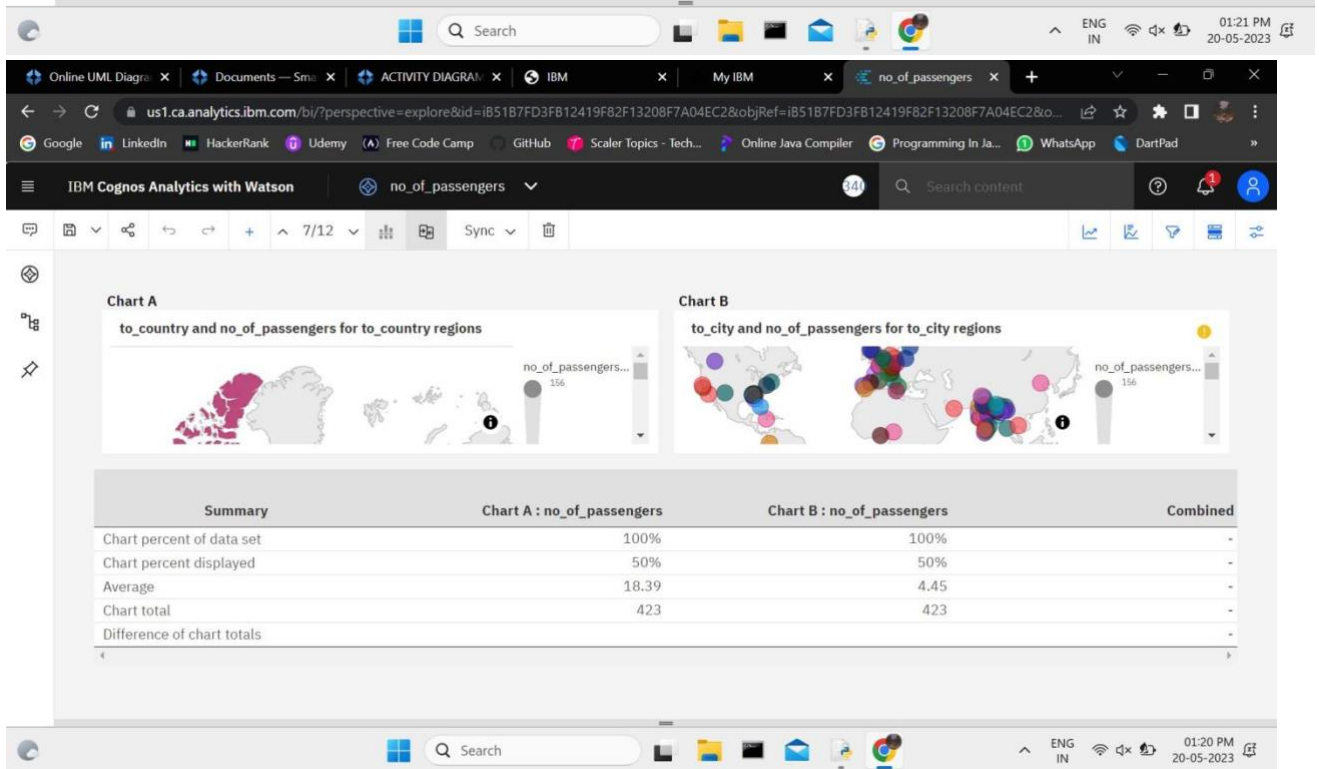 Search
ENG
IN
01:21 PM
20-05-2023
Online UML Diagra
Documents — Sma
ACTIVITY DIAGRAM
IBM
My IBM
no_of_passengers
us1.ca.analytics.ibm.com/bi/?perspective=explore&id=iB51B7FD3FB12419F82F13208F7A04EC2&objRef=iB51B7FD3FB12419F82F13208F7A04EC2&o...
Google LinkedIn HackerRank Udemy Free Code Camp GitHub Scaler Topics - Tech... Online Java Compiler Programming In Ja... WhatsApp DartPad »
IBM Cognos Analytics with Watson no_of_passengers 340 Search content 1
7/12 Sync
Chart A
to_country and no_of_passengers for to_country regions
no_of_passengers...
156
Chart B
to_city and no_of_passengers for to_city regions
no_of_passengers...
156
Summary Chart A : no_of_passengers Chart B : no_of_passengers Combined
Chart percent of data set 100% 100% -
Chart percent displayed 50% 50% -
Average 18.39 4.45 -
Chart total 423 423 -
Difference of chart totals -
Search
ENG
IN
01:20 PM
20-05-2023